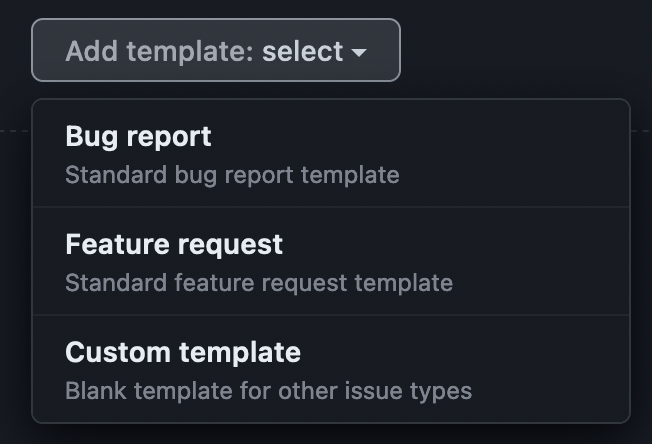 Add template: select
Bug report
Standard bug report template
Feature request
Standard feature request template
Custom template
Blank template for other issue types